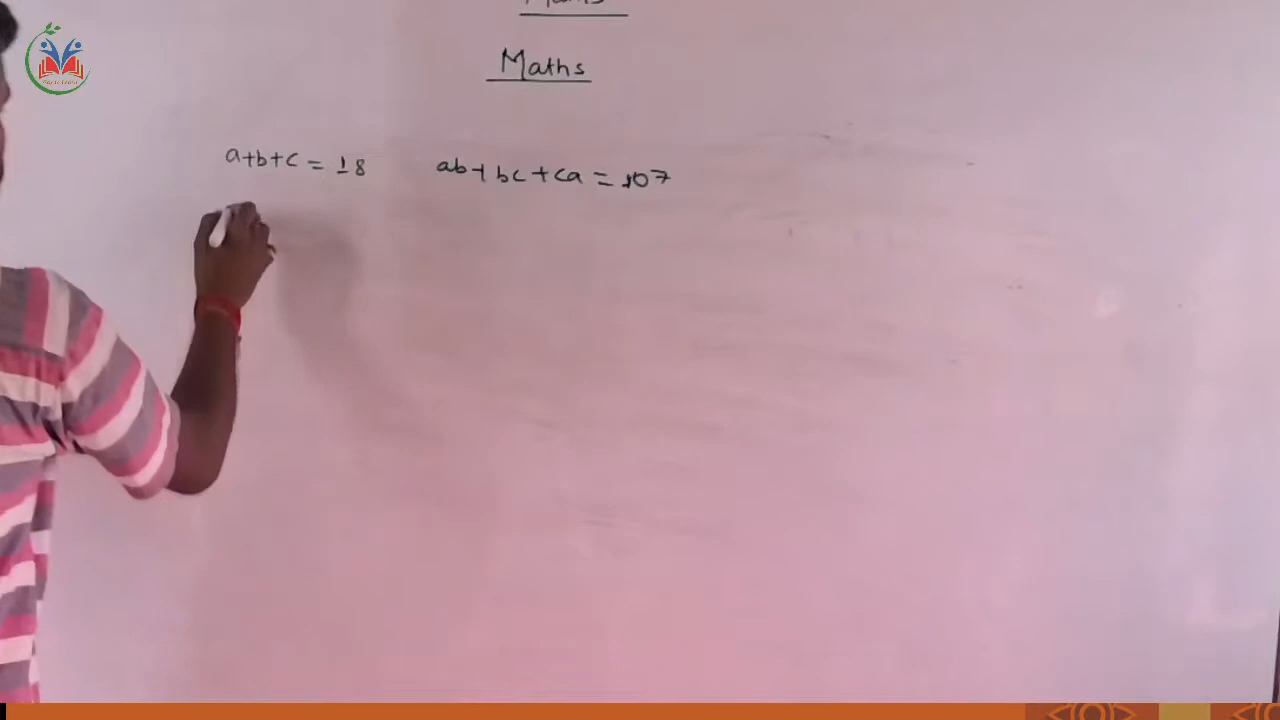 Maths
Maths
a+b+c = 18 ab+bc+ca = 107